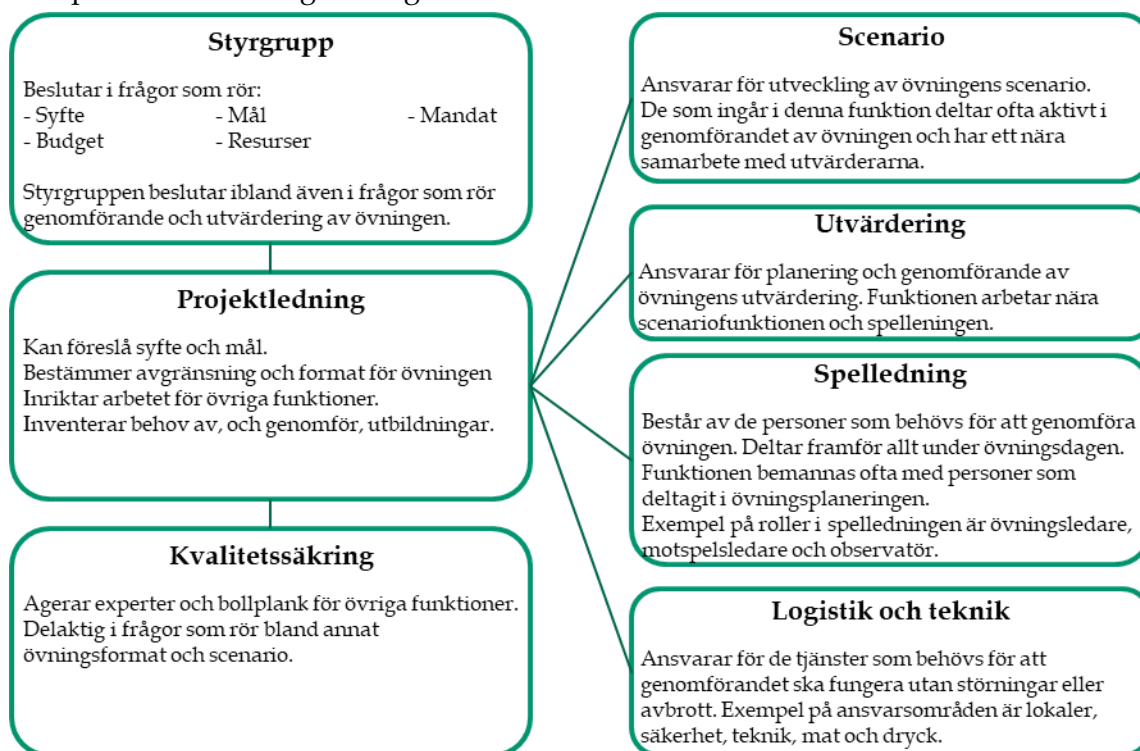 Styrgrupp
Beslutar i frågor som rör:
- Syfte - Mål - Mandat
- Budget - Resurser
Styrgruppen beslutar ibland även i frågor som rör
genomförande och utvärdering av övningen.
Projektledning
Kan föreslå syfte och mål.
Bestämmer avgränsning och format för övningen
Inriktar arbetet för övriga funktioner.
Inventerar behov av, och genomför, utbildningar.
Kvalitetssäkring
Agerar experter och bollplank för övriga funktioner.
Delaktig i frågor som rör bland annat
övningsformat och scenario.
Scenario
Ansvarar för utveckling av övningens scenario.
De som ingår i denna funktion deltar ofta aktivt i
genomförandet av övningen och har ett nära
samarbete med utvärderarna.
Utvärdering
Ansvarar för planering och genomförande av
övningens utvärdering. Funktionen arbetar nära
scenariofunktionen och spelleningen.
Spelledning
Består av de personer som behövs för att genomföra
övningen. Deltar framför allt under övningsdagen.
Funktionen bemannas ofta med personer som
deltagit i övningsplaneringen.
Exempel på roller i spelledningen är övningsledare,
motspelsledare och observatör.
Logistik och teknik
Ansvarar för de tjänster som behövs för att
genomförandet ska fungera utan störningar eller
avbrott. Exempel på ansvarsområden är lokaler,
säkerhet, teknik, mat och dryck.